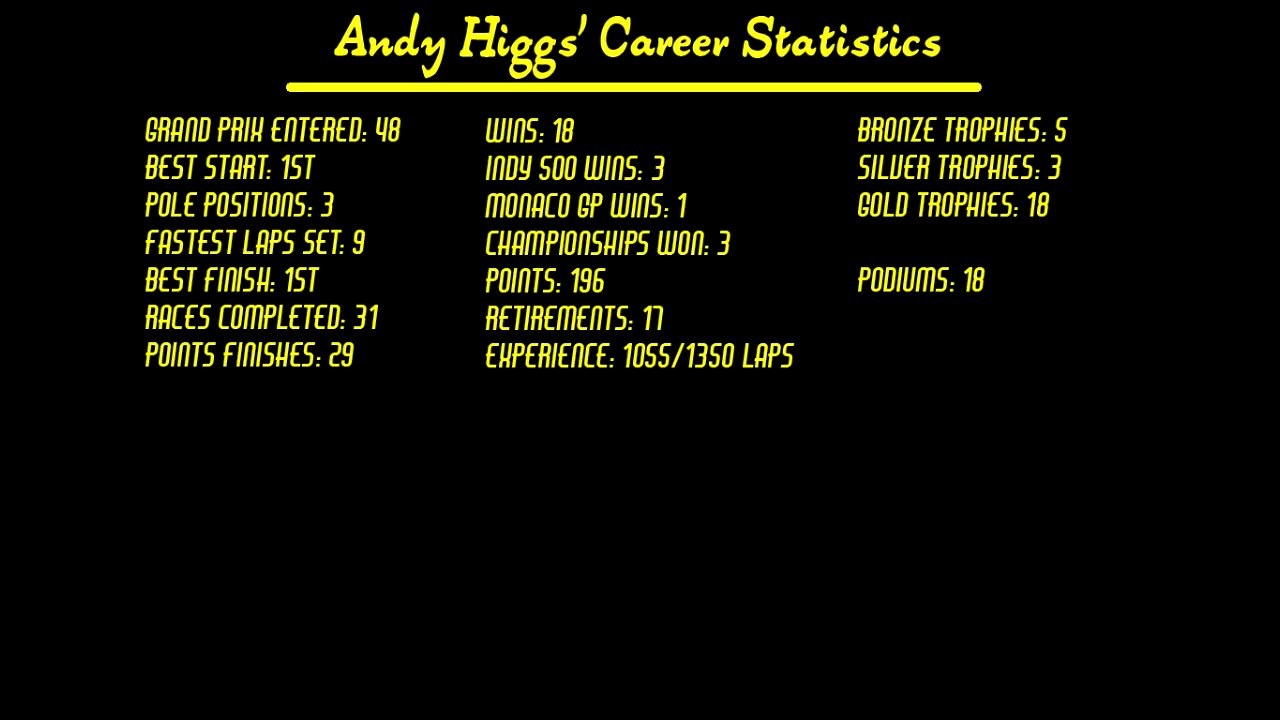 Andy Higgs' Career Statistics
GRAND PRIX ENTERED: 48
BEST START: 1ST
POLE POSITIONS: 3
FASTEST LAPS SET: 9
BEST FINISH: 1ST
RACES COMPLETED: 31
POINTS FINISHES: 29
WINS: 18
INDY 500 WINS: 3
MONACO GP WINS: 1
CHAMPIONSHIPS WON: 3
POINTS: 196
RETIREMENTS: 17
EXPERIENCE: 1055/1350 LAPS
BRONZE TROPHIES: 5
SILVER TROPHIES: 3
GOLD TROPHIES: 18
PODIUMS: 18